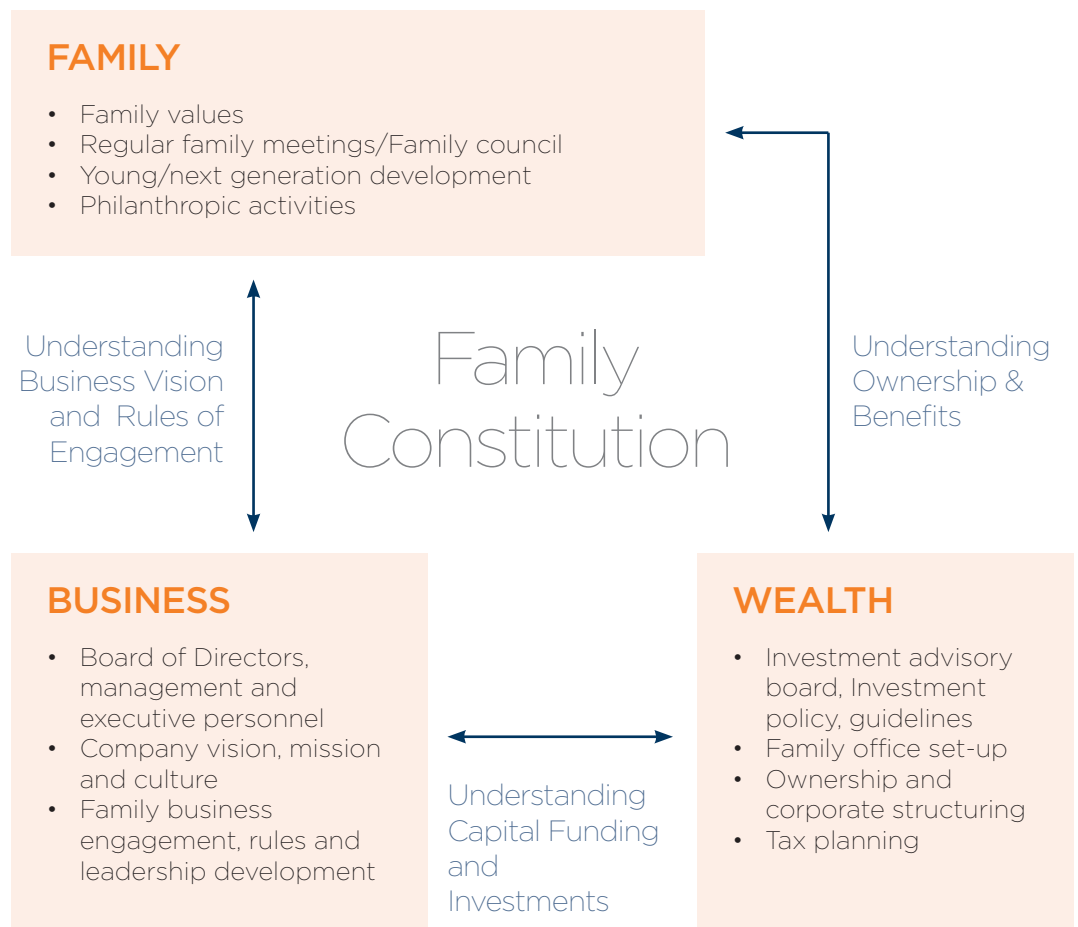 FAMILY
• Family values
• Regular family meetings/Family council
• Young/next generation development
• Philanthropic activities
Understanding
Business Vision
and Rules of
Engagement
Family
Constitution
Understanding
Ownership &
Benefits
BUSINESS
• Board of Directors,
management and
executive personnel
• Company vision, mission
and culture
• Family business
engagement, rules and
leadership development
Understanding
Capital Funding
and
Investments
WEALTH
• Investment advisory
board, Investment
policy, guidelines
• Family office set-up
• Ownership and
corporate structuring
• Tax planning